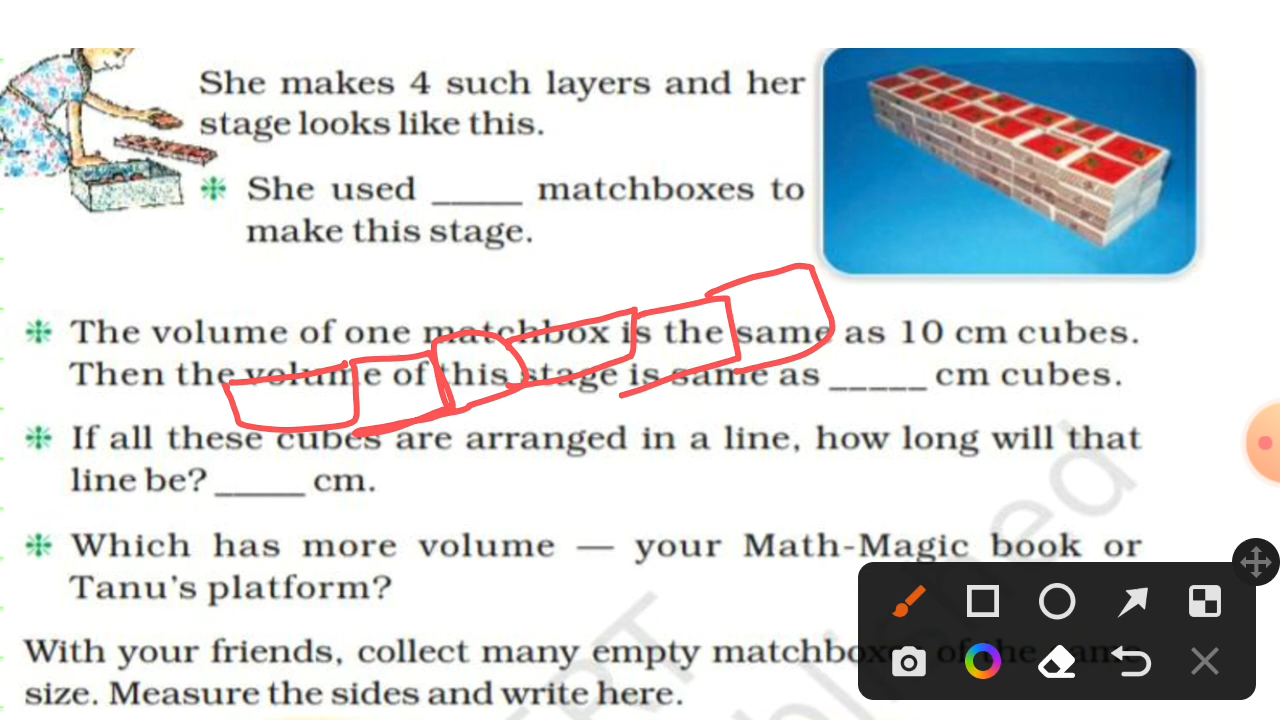 She makes 4 such layers and her
stage looks like this.
❉ She used _____ matchboxes to
make this stage.
❉ The volume of one matchbox is the same as 10 cm cubes.
Then the volume of this stage is same as _____ cm cubes.
❉ If all these cubes are arranged in a line, how long will that
line be? _____ cm.
❉ Which has more volume — your Math-Magic book or
Tanu's platform?
With your friends, collect many empty matchboxes of the same
size. Measure the sides and write here.